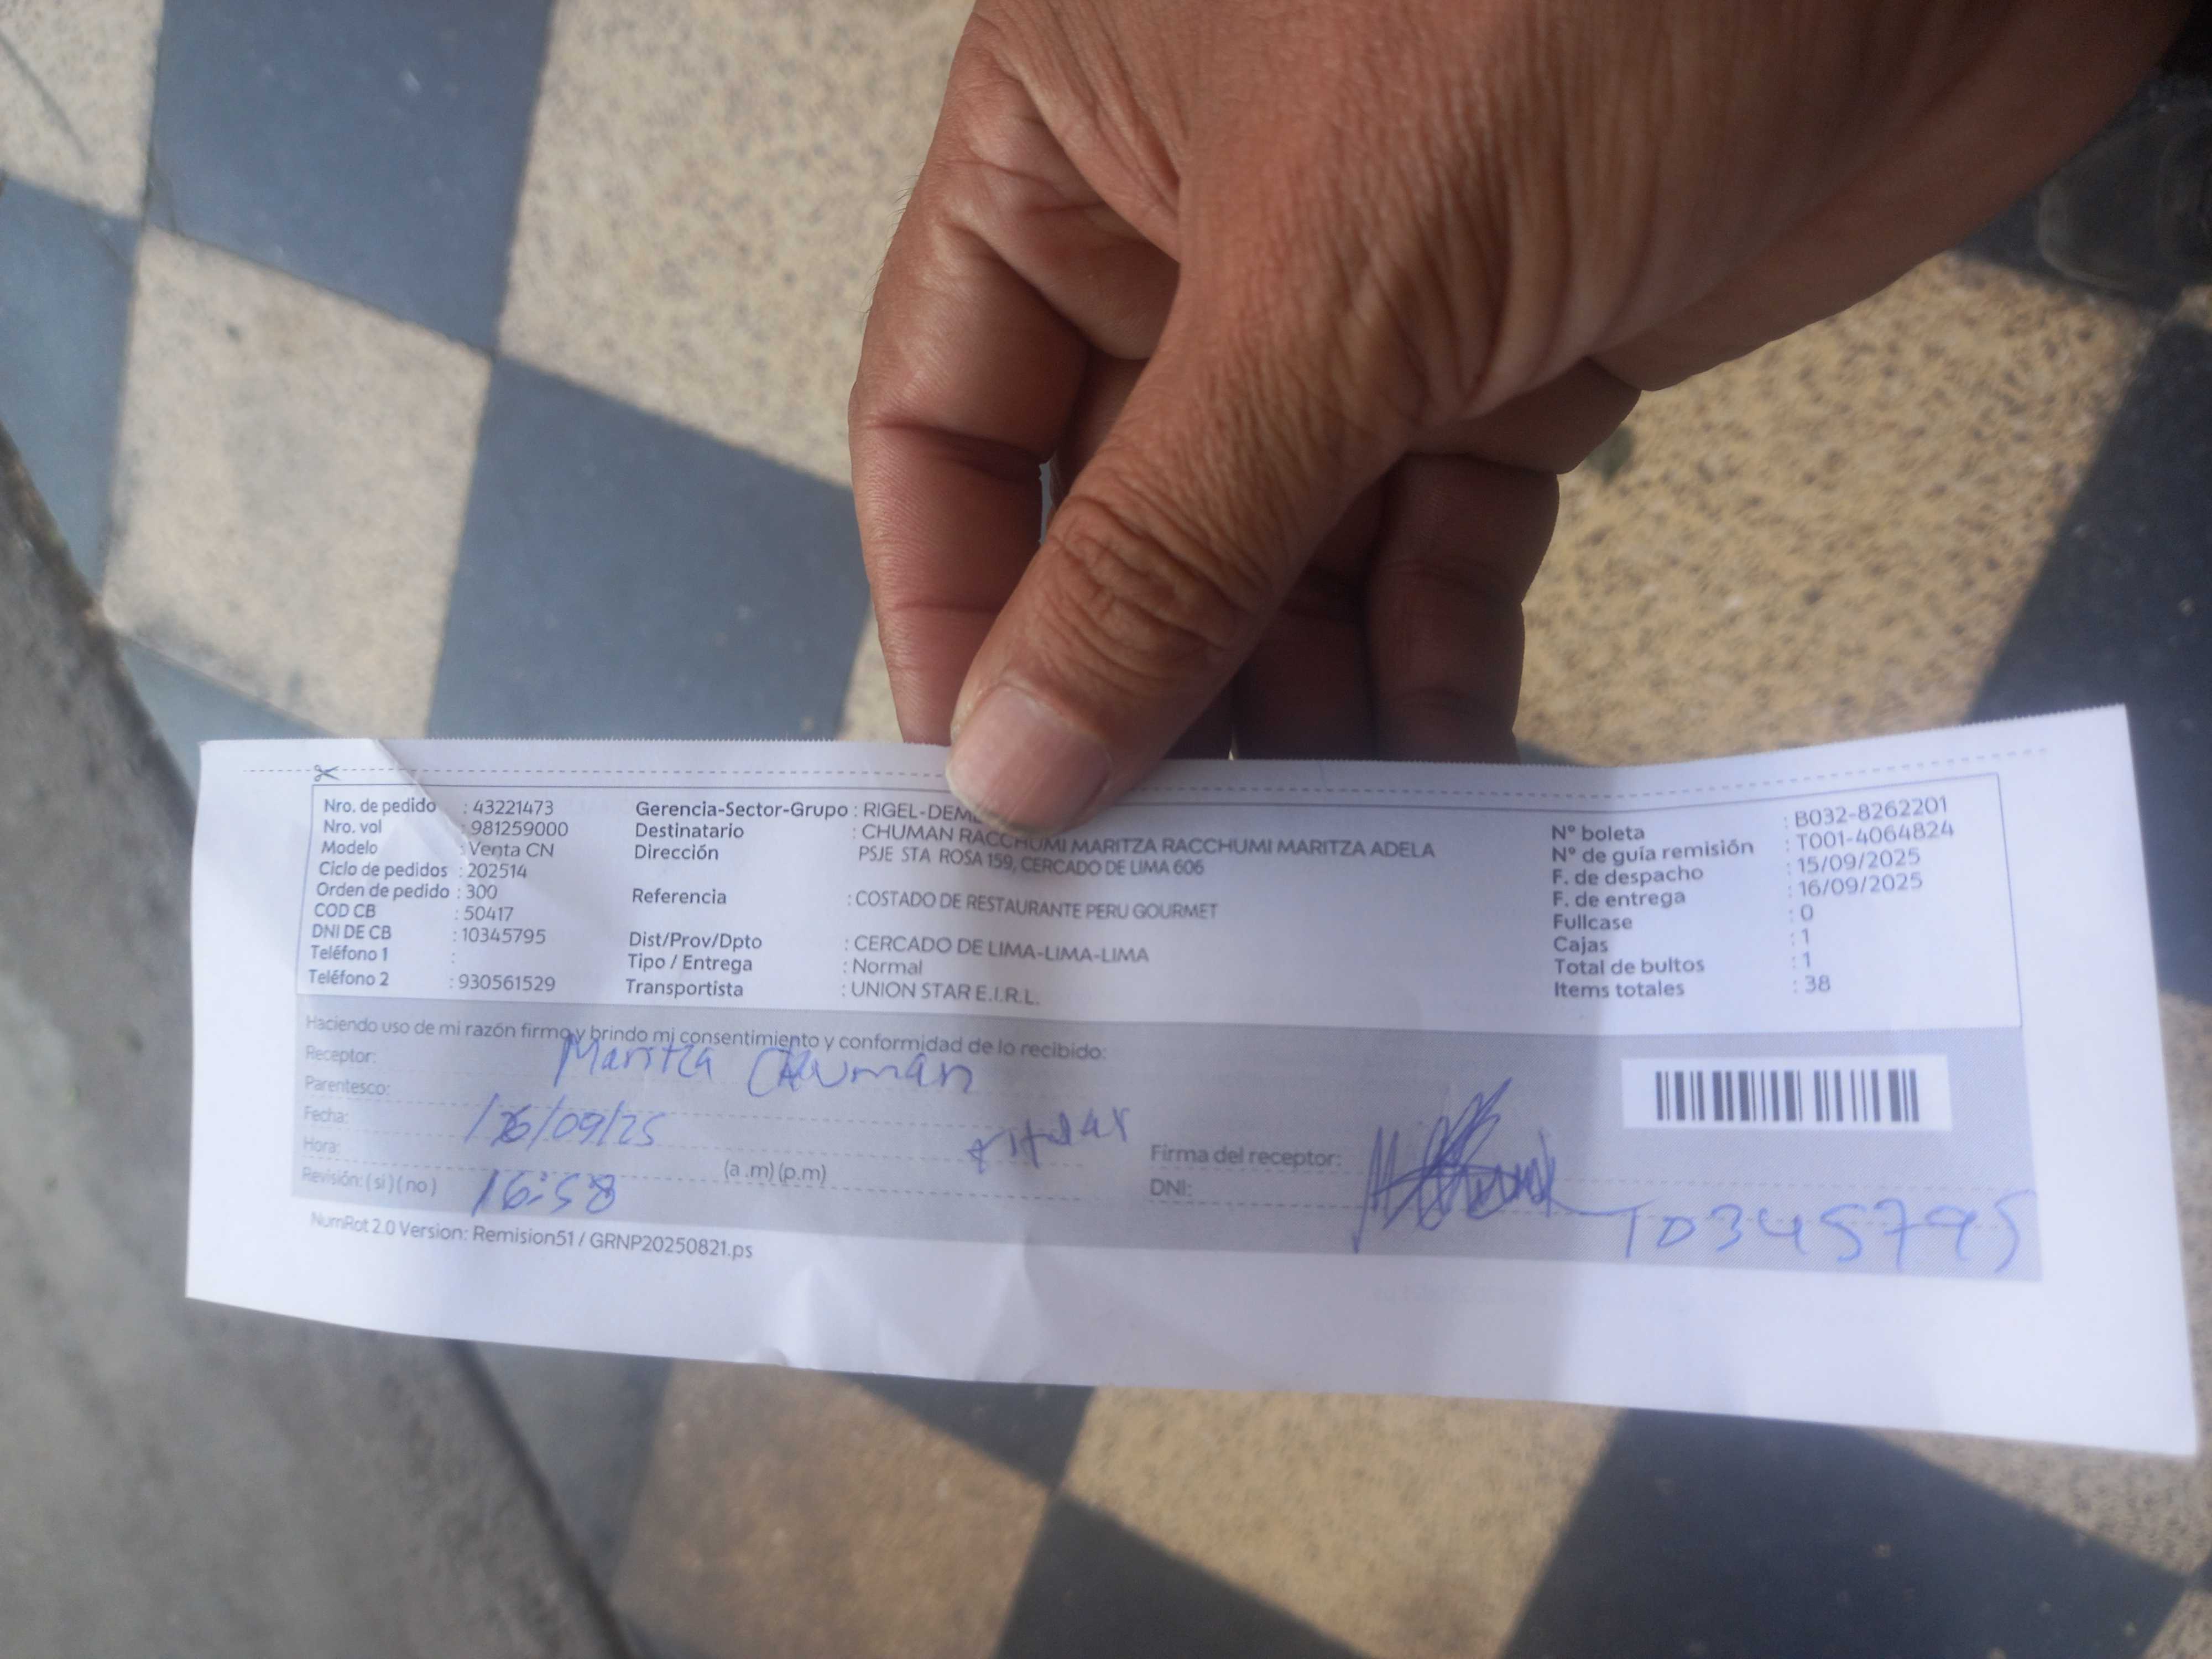 Nro. de pedido : 43221473
Nro. vol : 981259000
Modelo : Venta CN
Ciclo de pedidos : 202514
Orden de pedido : 300
COD CB : 50417
DNI DE CB : 10345795
Teléfono 1 :
Teléfono 2 : 930561529
Gerencia-Sector-Grupo : RIGEL-DEM
Destinatario : CHUMAN RACCHUMI MARITZA RACCHUMI MARITZA ADELA
Dirección PSJE STA ROSA 159, CERCADO DE LIMA 606
Referencia : COSTADO DE RESTAURANTE PERU GOURMET
Dist/Prov/Dpto : CERCADO DE LIMA-LIMA-LIMA
Tipo / Entrega : Normal
Transportista : UNION STAR E.I.R.L.
N° boleta : B032-8262201
N° de guía remisión : T001-4064824
F. de despacho : 15/09/2025
F. de entrega : 16/09/2025
Fullcase : 0
Cajas : 1
Total de bultos : 1
Items totales : 38
Haciendo uso de mi razón firmo y brindo mi consentimiento y conformidad de lo recibido:
Receptor: Maritza Chuman
Parentesco: titular
Fecha: 16/09/25
Hora: 16:58 (a .m) (p.m)
Revisión: ( si ) ( no )
Firma del receptor:
DNI: 10345795
NumRot 2.0 Version: Remision51 / GRNP20250821.ps